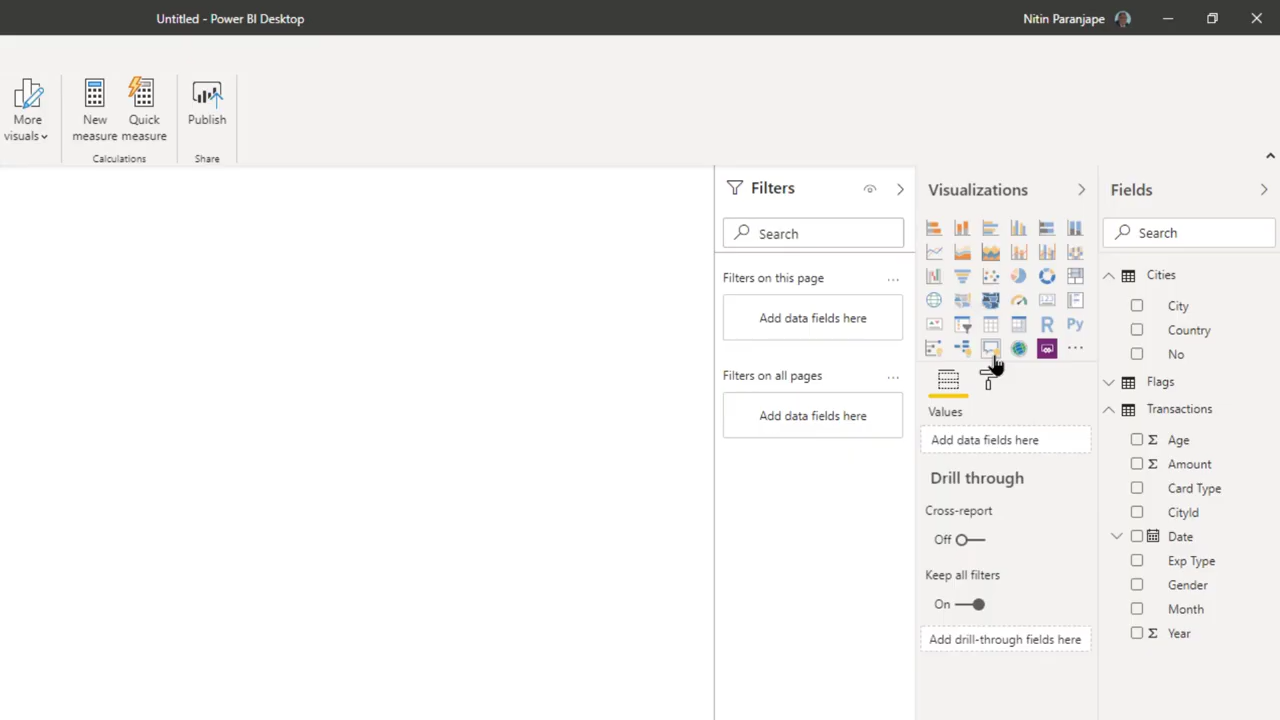 Untitled - Power BI Desktop
Nitin Paranjape
More visuals
New measure
Quick measure
Publish
Calculations
Share
Filters
Search
Filters on this page
...
Add data fields here
Filters on all pages
...
Add data fields here
Visualizations
R
Py
...
Values
Add data fields here
Drill through
Cross-report
Off
Keep all filters
On
Add drill-through fields here
Fields
Search
Cities
City
Country
No
Flags
Transactions
Σ Age
Σ Amount
Card Type
CityId
Date
Exp Type
Gender
Month
Σ Year